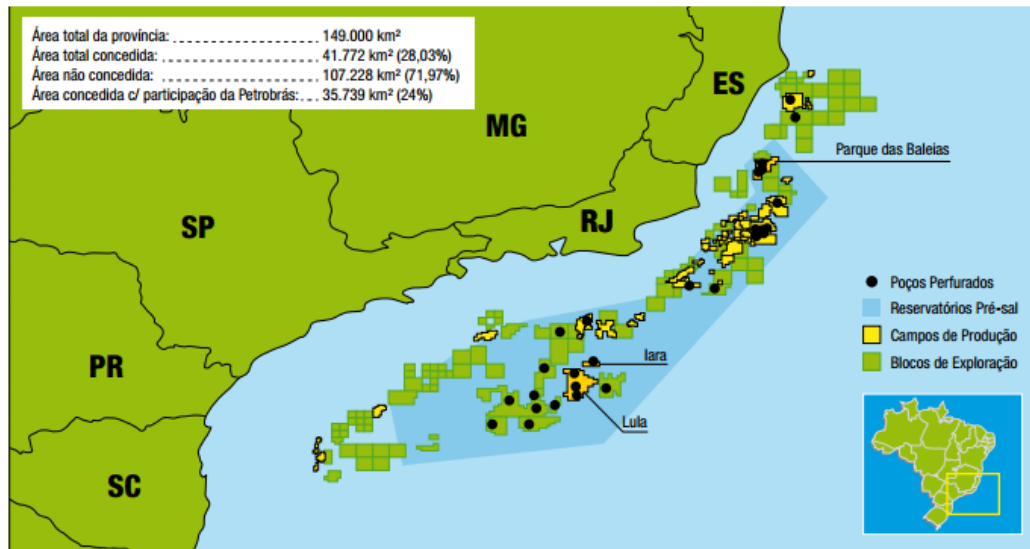 Área total da província: 149.000 km²
Área total concedida: 41.772 km² (28,03%)
Área não concedida: 107.228 km² (71,97%)
Área concedida c/ participação da Petrobrás: 35.739 km² (24%)
ES
MG
Parque das Baleias
SP
RJ
Poços Perfurados
Reservatórios Pré-sal
Campos de Produção
Blocos de Exploração
PR
Iara
Lula
SC